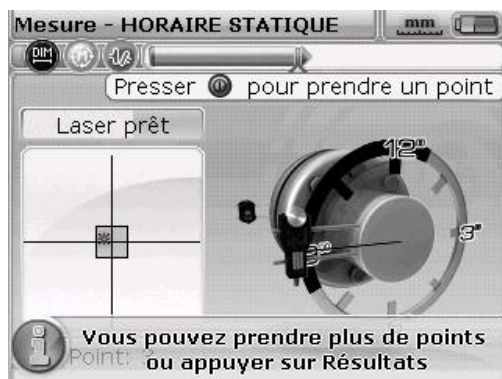 Mesure - HORAIRE STATIQUE
mm
DIM
Presser pour prendre un point
Laser prêt
12"
3"
Vous pouvez prendre plus de points
Point:
ou appuyer sur Résultats